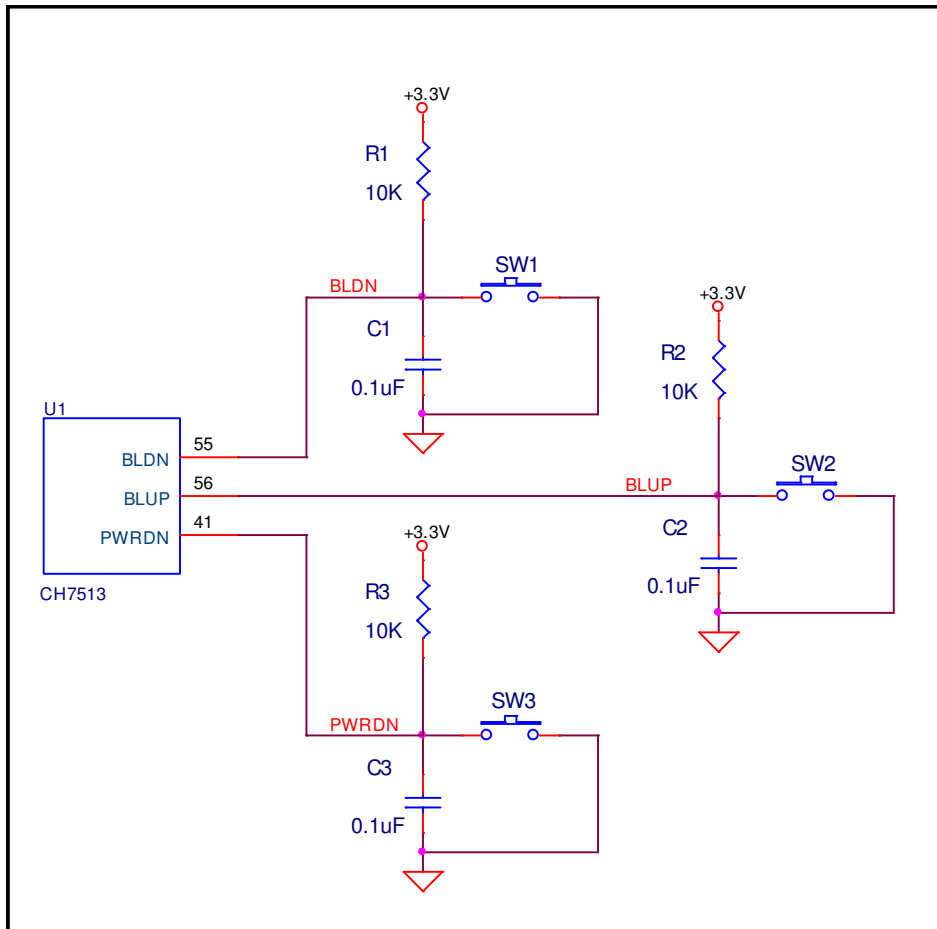 +3.3V
R1
10K
SW1
BLDN
C1
0.1uF
+3.3V
R2
10K
U1
BLDN 55
BLUP 56
PWRDN 41
CH7513
BLUP
SW2
C2
0.1uF
+3.3V
R3
10K
PWRDN
SW3
C3
0.1uF